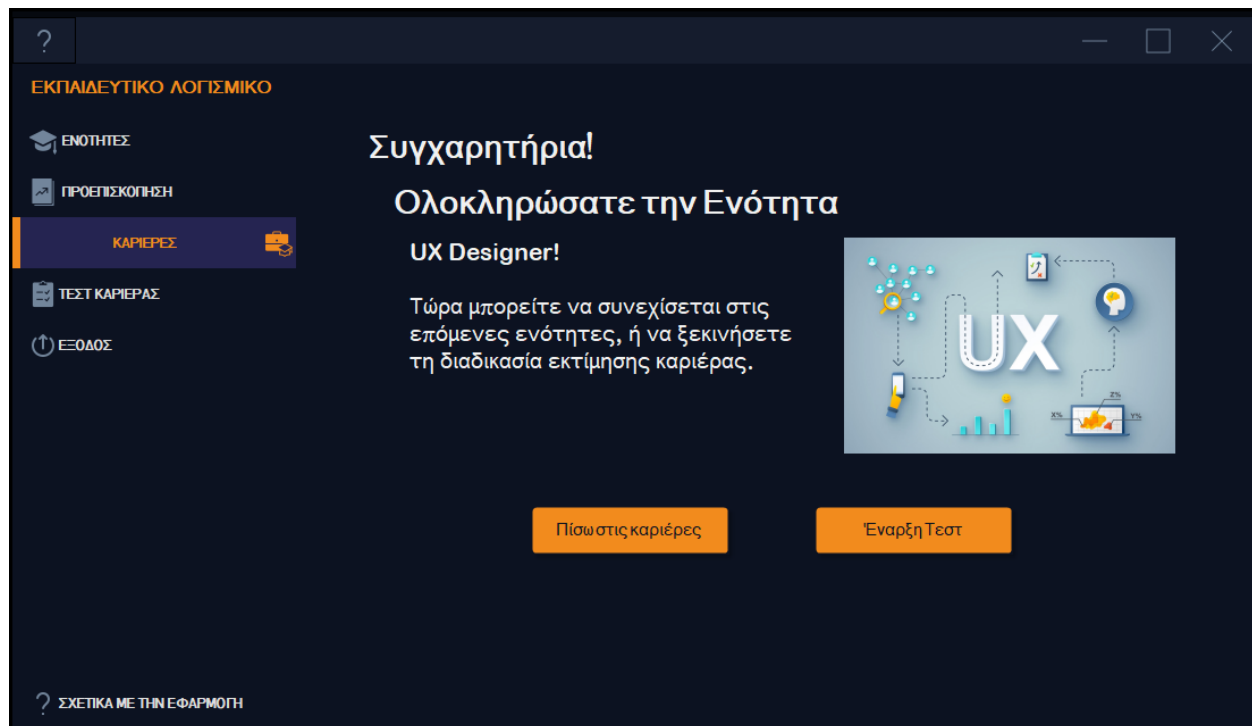 ?
ΕΚΠΑΙΔΕΥΤΙΚΟ ΛΟΓΙΣΜΙΚΟ
ΕΝΟΤΗΤΕΣ
ΠΡΟΕΠΙΣΚΟΠΗΣΗ
ΚΑΡΙΕΡΕΣ
ΤΕΣΤ ΚΑΡΙΕΡΑΣ
ΕΞΟΔΟΣ
Συγχαρητήρια!
Ολοκληρώσατε την Ενότητα
UX Designer!
Τώρα μπορείτε να συνεχίσεται στις
επόμενες ενότητες, ή να ξεκινήσετε
τη διαδικασία εκτίμησης καριέρας.
UX
Z%
X%
Y%
Πίσω στις καριέρες
Έναρξη Τεστ
? ΣΧΕΤΙΚΑ ΜΕ ΤΗΝ ΕΦΑΡΜΟΓΗ